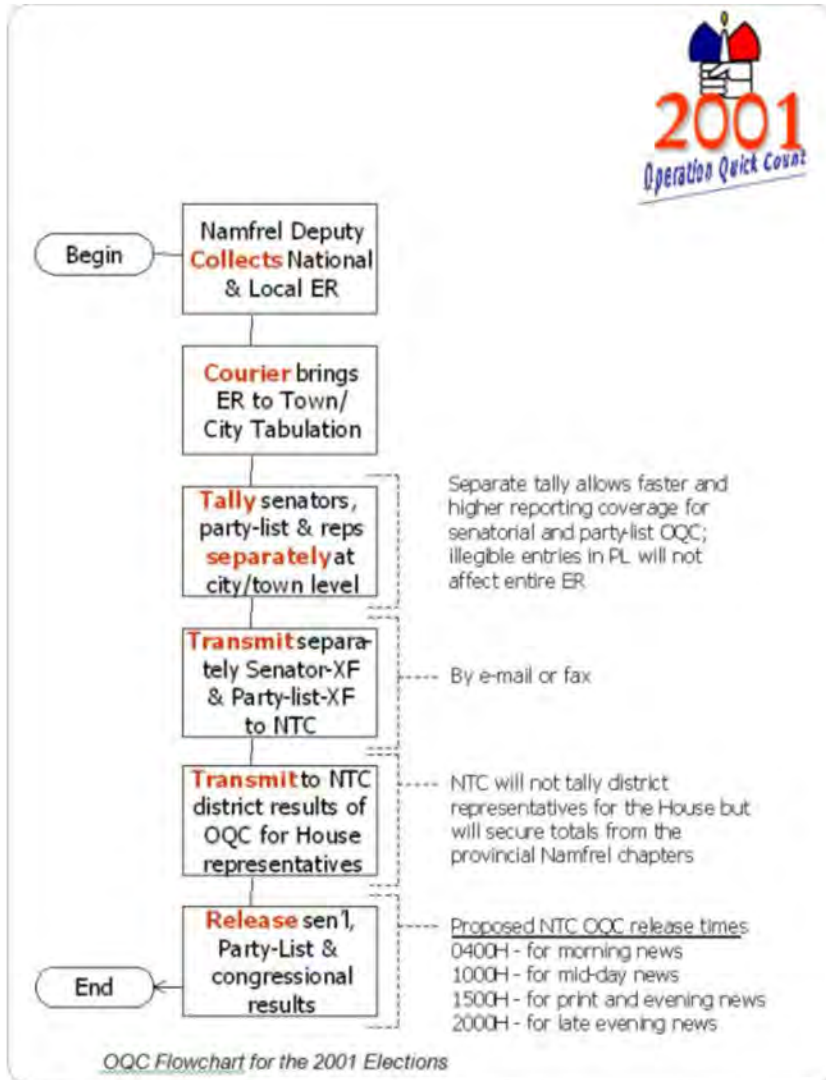 2001
Operation Quick Count
Begin
Namfrel Deputy
Collects National
& Local ER
Courier brings
ER to Town/
City Tabulation
Tally senators,
party-list & reps
separately at
city/town level
Separate tally allows faster and
higher reporting coverage for
senatorial and party-list OQC;
illegible entries in PL will not
affect entire ER
Transmit separa-
tely Senator-XF
& Party-list-XF
to NTC
By e-mail or fax
Transmit to NTC
district results of
OQC for House
representatives
NTC will not tally district
representatives for the House but
will secure totals from the
provincial Namfrel chapters
Release sen'l,
Party-List &
congressional
results
Proposed NTC OQC release times
0400H - for morning news
1000H - for mid-day news
1500H - for print and evening news
2000H - for late evening news
End
OQC Flowchart for the 2001 Elections